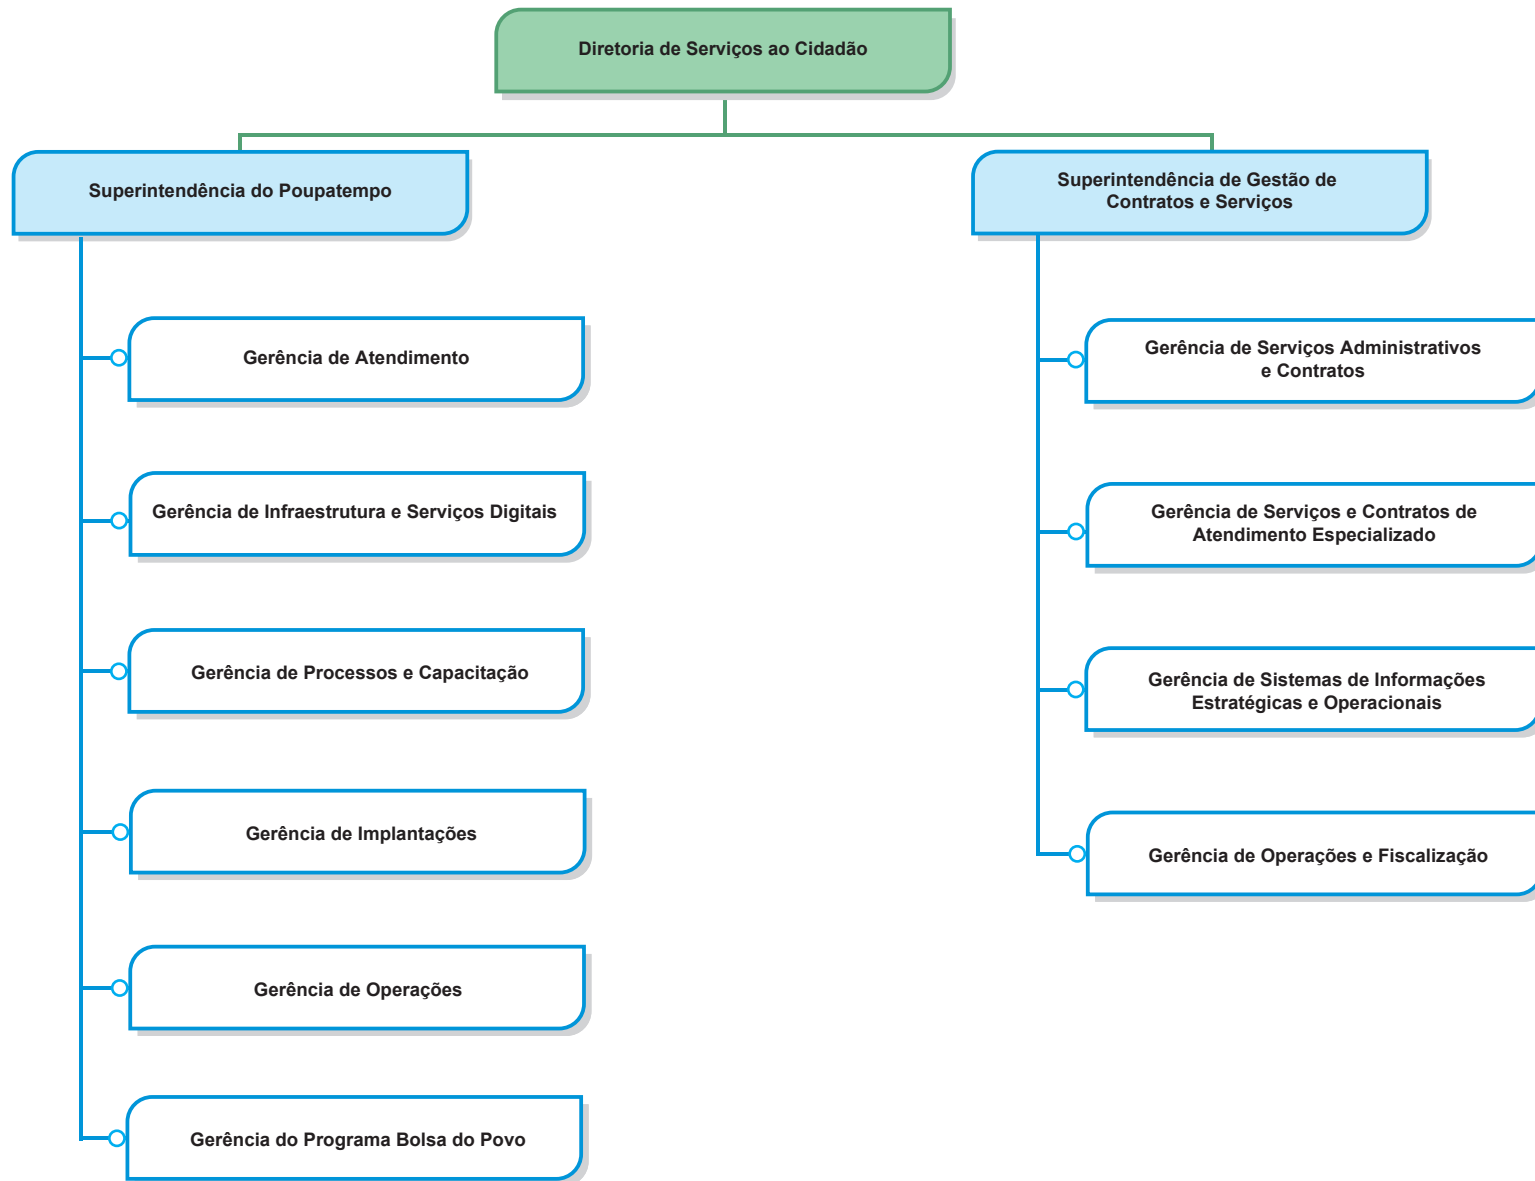 Diretoria de Serviços ao Cidadão
Superintendência do Poupatempo
Gerência de Atendimento
Gerência de Infraestrutura e Serviços Digitais
Gerência de Processos e Capacitação
Gerência de Implantações
Gerência de Operações
Gerência do Programa Bolsa do Povo
Superintendência de Gestão de
Contratos e Serviços
Gerência de Serviços Administrativos
e Contratos
Gerência de Serviços e Contratos de
Atendimento Especializado
Gerência de Sistemas de Informações
Estratégicas e Operacionais
Gerência de Operações e Fiscalização